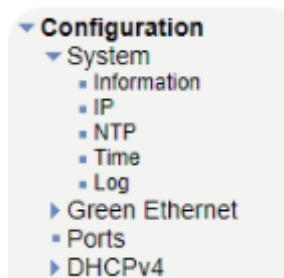 Configuration
System
Information
IP
NTP
Time
Log
Green Ethernet
Ports
DHCPv4